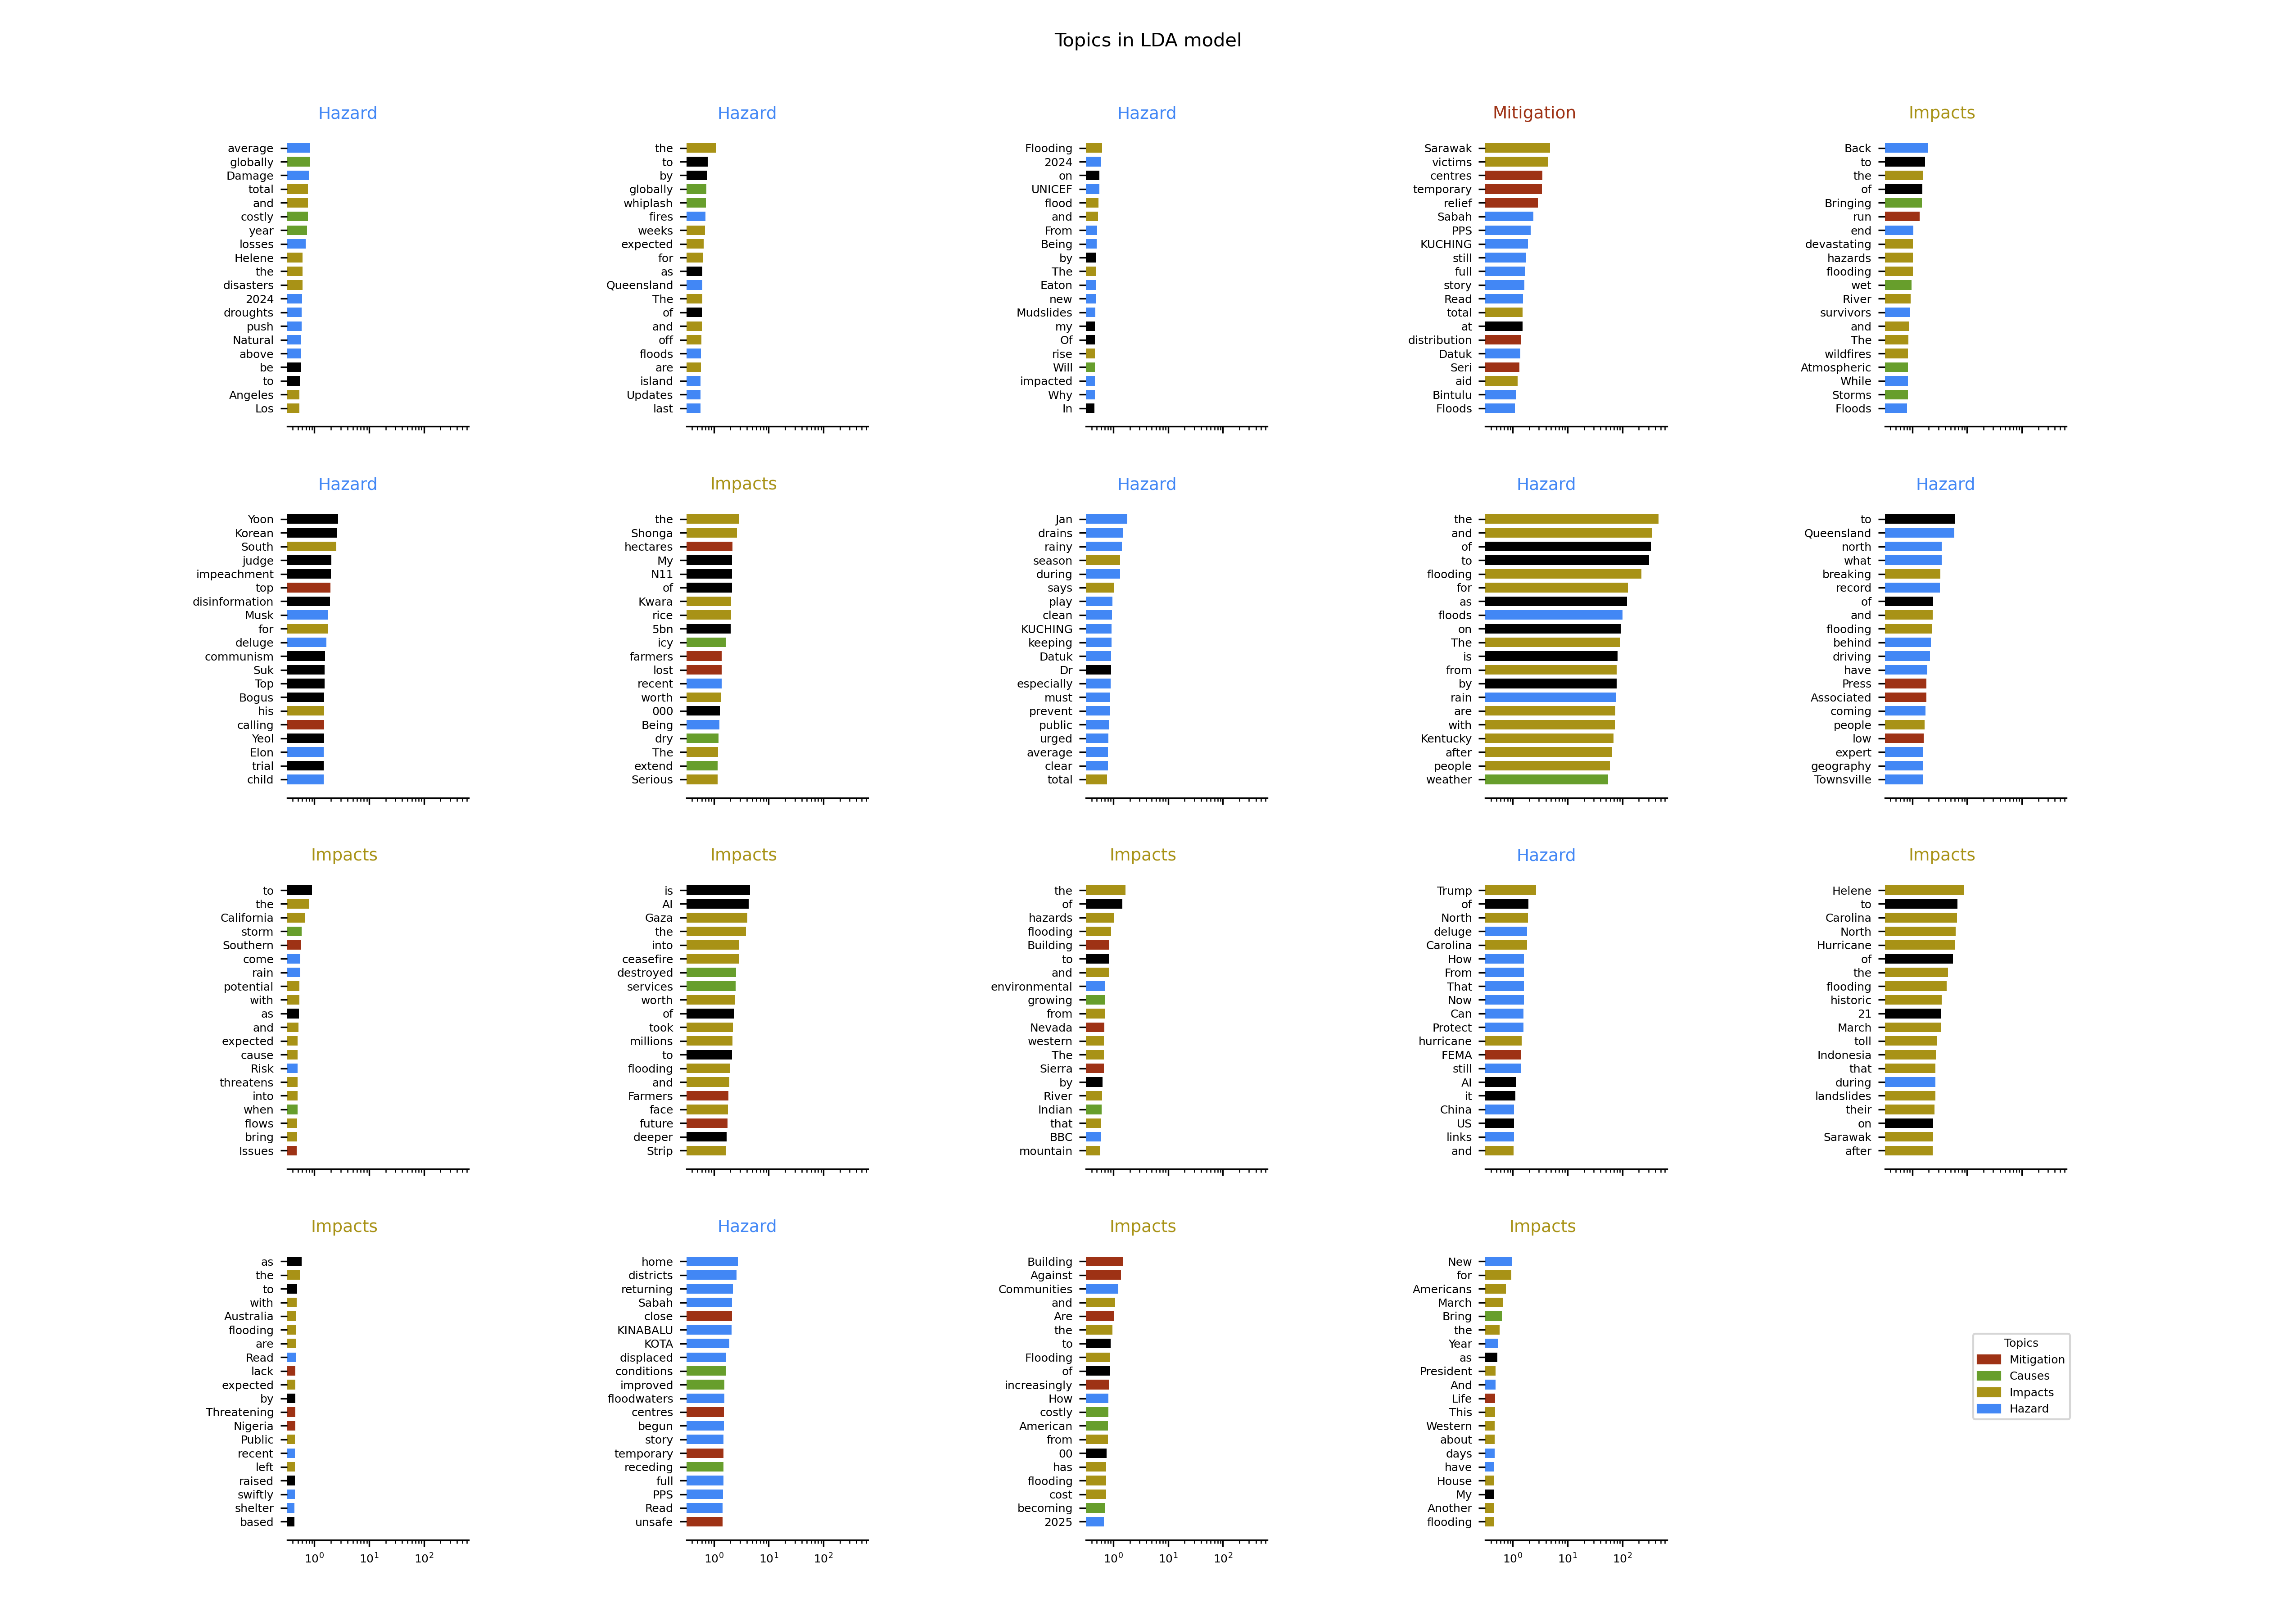 Topics in LDA model
Hazard
average
globally
Damage
total
and
costly
year
losses
Helene
the
disasters
2024
droughts
push
Natural
above
be
to
Angeles
Los
Hazard
the
to
by
globally
whiplash
fires
weeks
expected
for
as
Queensland
The
of
and
off
floods
are
island
Updates
last
Hazard
Flooding
2024
on
UNICEF
flood
and
From
Being
by
The
Eaton
new
Mudslides
my
Of
rise
Will
impacted
Why
In
Mitigation
Sarawak
victims
centres
temporary
relief
Sabah
PPS
KUCHING
still
full
story
Read
total
at
distribution
Datuk
Seri
aid
Bintulu
Floods
Impacts
Back
to
the
of
Bringing
run
end
devastating
hazards
flooding
wet
River
survivors
and
The
wildfires
Atmospheric
While
Storms
Floods
Hazard
Yoon
Korean
South
judge
impeachment
top
disinformation
Musk
for
deluge
communism
Suk
Top
Bogus
his
calling
Yeol
Elon
trial
child
Impacts
the
Shonga
hectares
My
N11
of
Kwara
rice
5bn
icy
farmers
lost
recent
worth
000
Being
dry
The
extend
Serious
Hazard
Jan
drains
rainy
season
during
says
play
clean
KUCHING
keeping
Datuk
Dr
especially
must
prevent
public
urged
average
clear
total
Hazard
the
and
of
to
flooding
for
as
floods
on
The
is
from
by
rain
are
with
Kentucky
after
people
weather
Hazard
to
Queensland
north
what
breaking
record
of
and
flooding
behind
driving
have
Press
Associated
coming
people
low
expert
geography
Townsville
Impacts
to
the
California
storm
Southern
come
rain
potential
with
as
and
expected
cause
Risk
threatens
into
when
flows
bring
Issues
Impacts
is
AI
Gaza
the
into
ceasefire
destroyed
services
worth
of
took
millions
to
flooding
and
Farmers
face
future
deeper
Strip
Impacts
the
of
hazards
flooding
Building
to
and
environmental
growing
from
Nevada
western
The
Sierra
by
River
Indian
that
BBC
mountain
Hazard
Trump
of
North
deluge
Carolina
How
From
That
Now
Can
Protect
hurricane
FEMA
still
AI
it
China
US
links
and
Impacts
Helene
to
Carolina
North
Hurricane
of
the
flooding
historic
21
March
toll
Indonesia
that
during
landslides
their
on
Sarawak
after
Impacts
as
the
to
with
Australia
flooding
are
Read
lack
expected
by
Threatening
Nigeria
Public
recent
left
raised
swiftly
shelter
based
10⁰ 10¹ 10²
Hazard
home
districts
returning
Sabah
close
KINABALU
KOTA
displaced
conditions
improved
floodwaters
centres
begun
story
temporary
receding
full
PPS
Read
unsafe
10⁰ 10¹ 10²
Impacts
Building
Against
Communities
and
Are
the
to
Flooding
of
increasingly
How
costly
American
from
00
has
flooding
cost
becoming
2025
10⁰ 10¹ 10²
Impacts
New
for
Americans
March
Bring
the
Year
as
President
And
Life
This
Western
about
days
have
House
My
Another
flooding
10⁰ 10¹ 10²
Topics
Mitigation
Causes
Impacts
Hazard